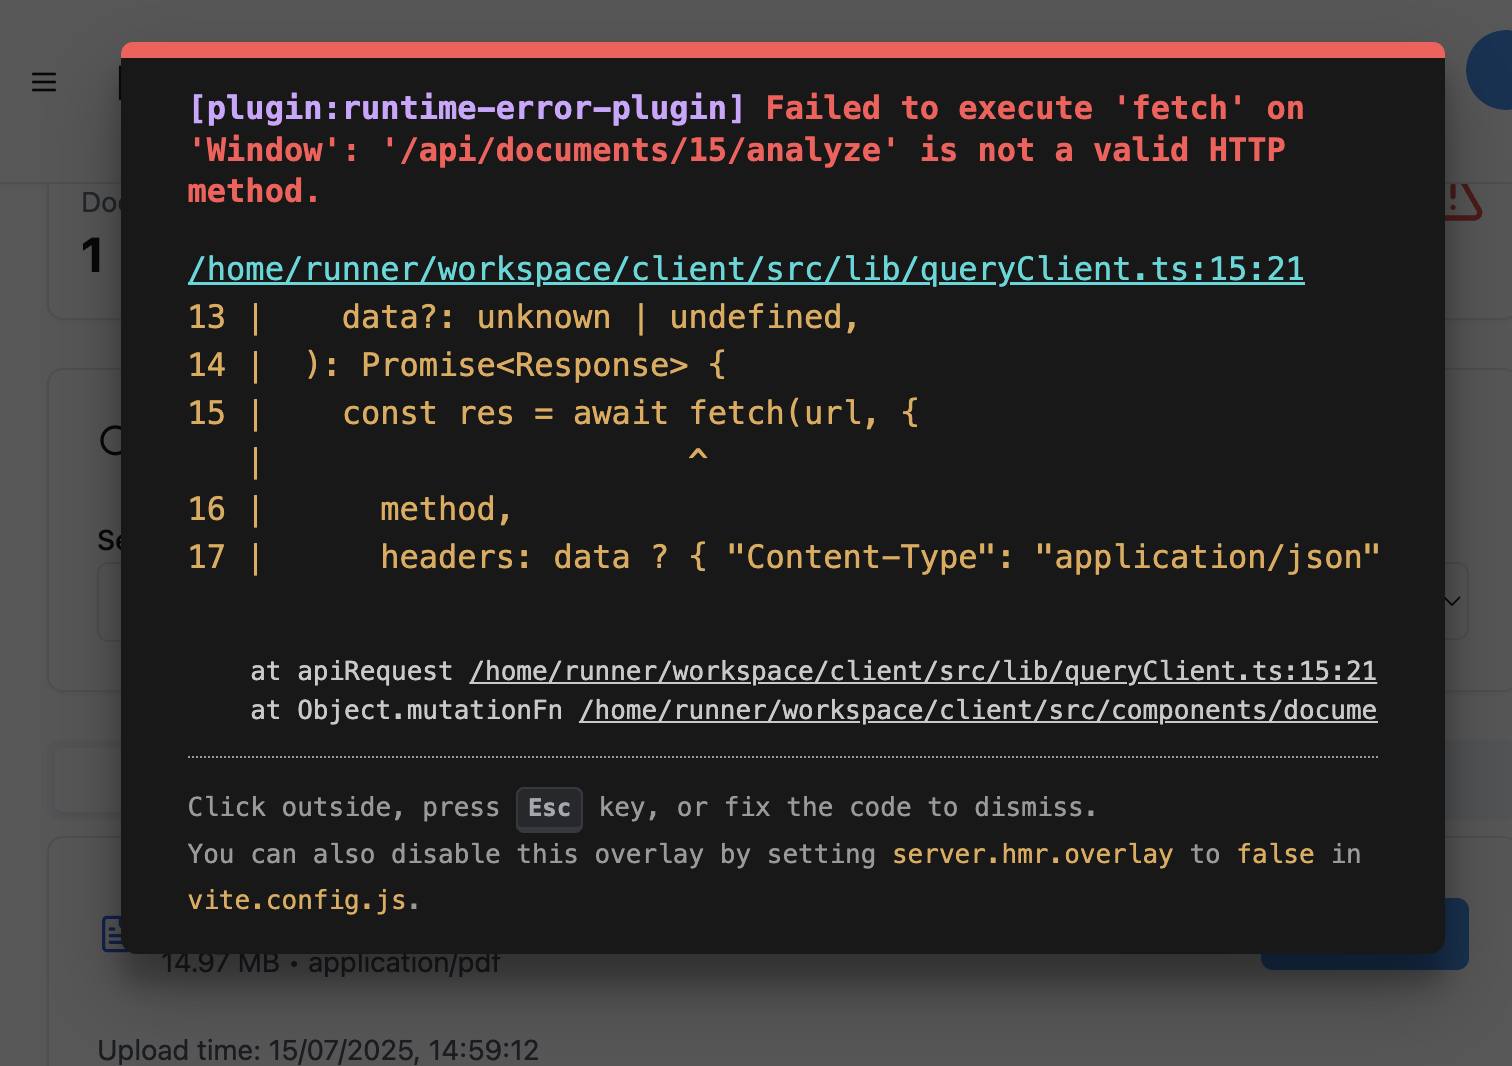 [plugin:runtime-error-plugin] Failed to execute 'fetch' on
'Window': '/api/documents/15/analyze' is not a valid HTTP
method.
Doc
1
/home/runner/workspace/client/src/lib/queryClient.ts:15:21
13 |    data?: unknown | undefined,
14 |  ): Promise<Response> {
15 |    const res = await fetch(url, {
   |                      ^
16 |      method,
17 |      headers: data ? { "Content-Type": "application/json"
at apiRequest /home/runner/workspace/client/src/lib/queryClient.ts:15:21
at Object.mutationFn /home/runner/workspace/client/src/components/docume
Click outside, press Esc key, or fix the code to dismiss.
You can also disable this overlay by setting server.hmr.overlay to false in
vite.config.js.
14.97 MB • application/pdf
Upload time: 15/07/2025, 14:59:12